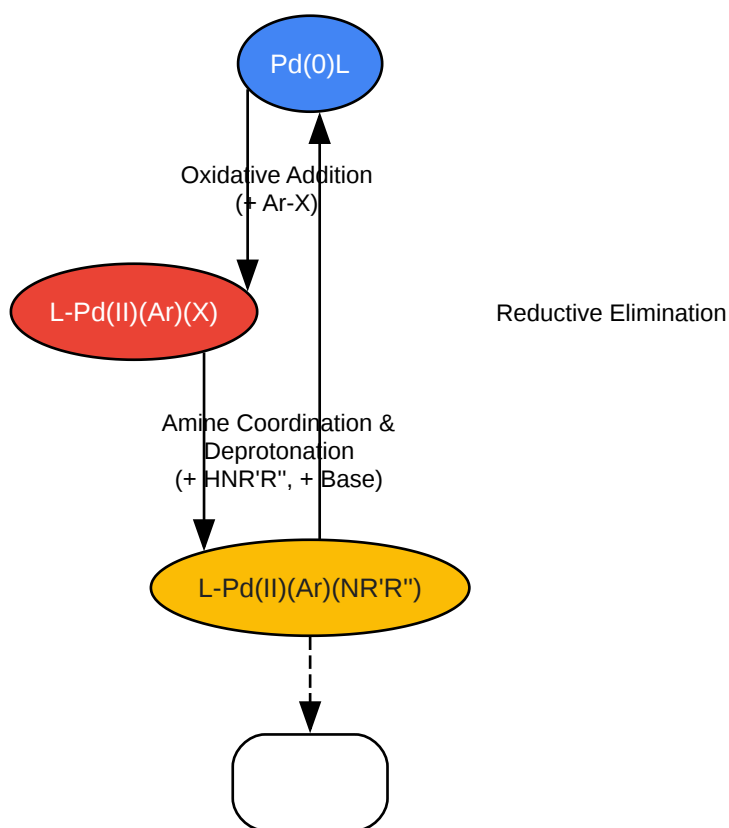 Pd(0)L
Oxidative Addition
(+ Ar-X)
L-Pd(II)(Ar)(X)
Reductive Elimination
Amine Coordination &
Deprotonation
(+ HNR'R", + Base)
L-Pd(II)(Ar)(NR'R")